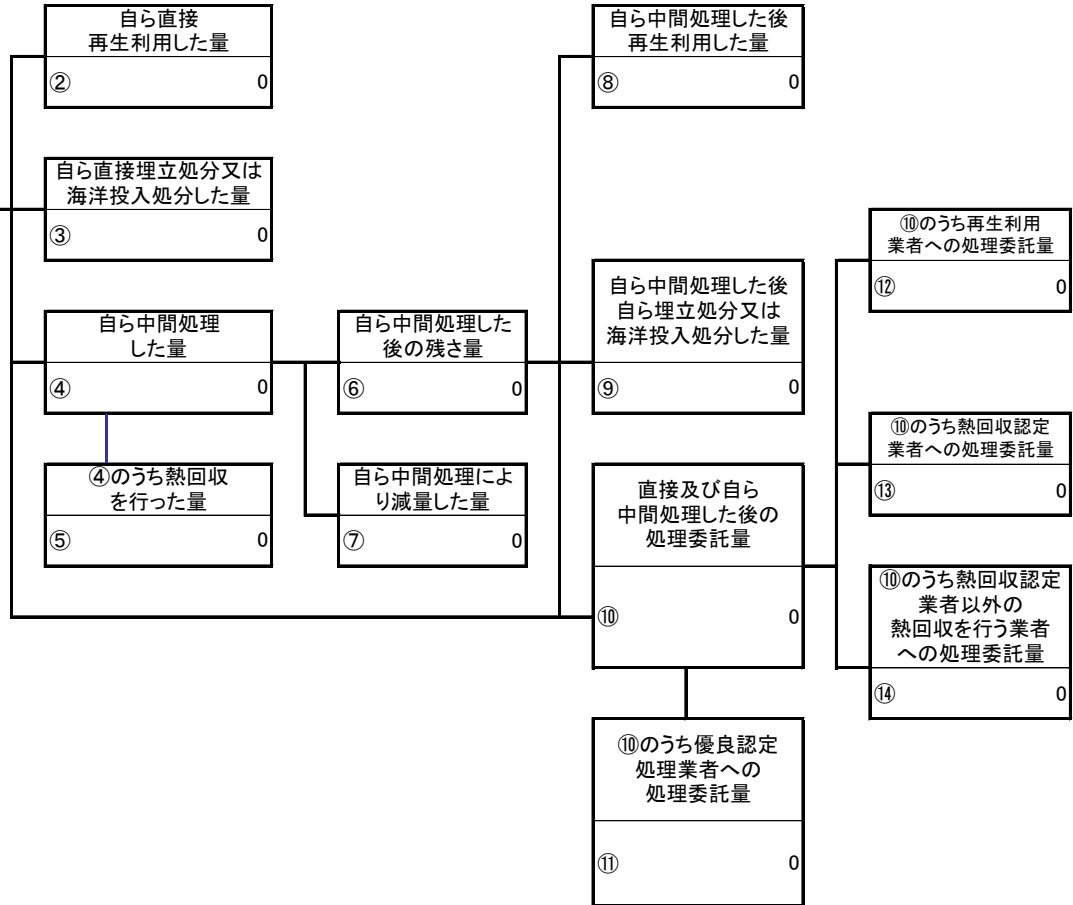 自ら直接
再生利用した量
② 0
自ら直接埋立処分又は
海洋投入処分した量
③ 0
自ら中間処理
した量
④ 0
④のうち熱回収
を行った量
⑤ 0
自ら中間処理した
後の残さ量
⑥ 0
自ら中間処理によ
り減量した量
⑦ 0
自ら中間処理した後
再生利用した量
⑧ 0
自ら中間処理した後
自ら埋立処分又は
海洋投入処分した量
⑨ 0
直接及び自ら
中間処理した後の
処理委託量
⑩ 0
⑩のうち優良認定
処理業者への
処理委託量
⑪ 0
⑩のうち再生利用
業者への処理委託量
⑫ 0
⑩のうち熱回収認定
業者への処理委託量
⑬ 0
⑩のうち熱回収認定
業者以外の
熱回収を行う業者
への処理委託量
⑭ 0